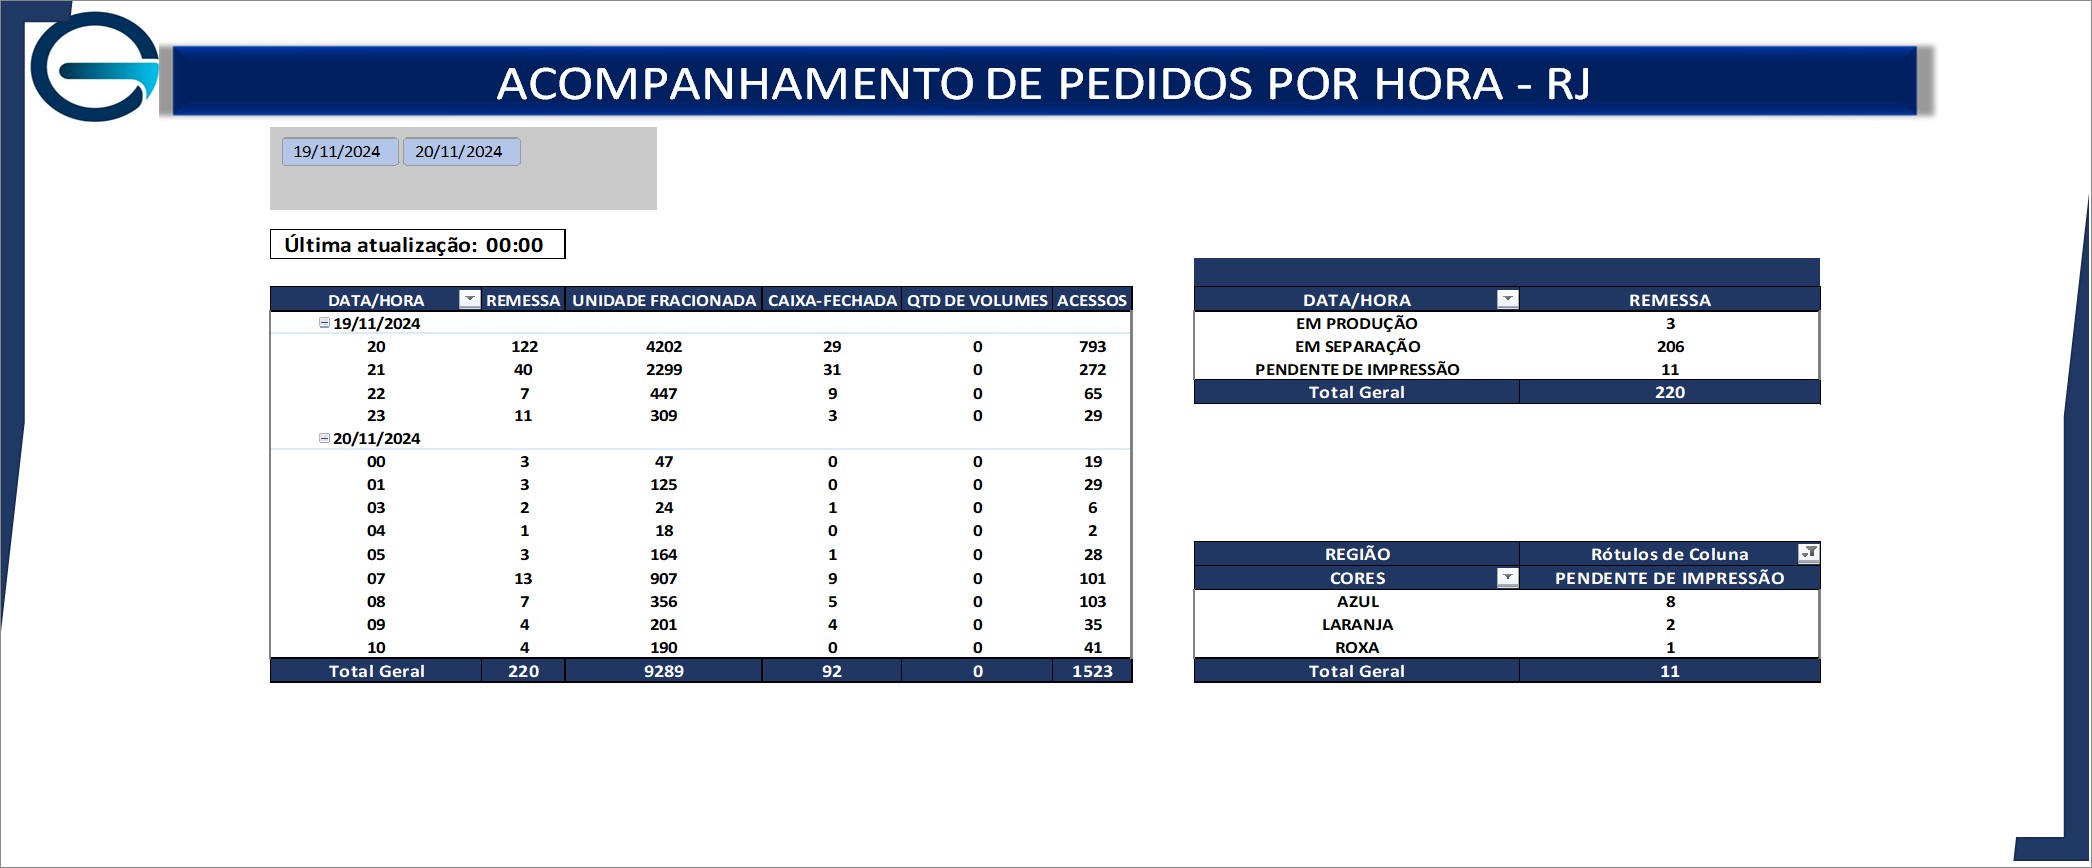 ACOMPANHAMENTO DE PEDIDOS POR HORA - RJ
19/11/2024 20/11/2024
Última atualização: 00:00
DATA/HORA REMESSA UNIDADE FRACIONADA CAIXA-FECHADA QTD DE VOLUMES ACESSOS
19/11/2024
20 122 4202 29 0 793
21 40 2299 31 0 272
22 7 447 9 0 65
23 11 309 3 0 29
20/11/2024
00 3 47 0 0 19
01 3 125 0 0 29
03 2 24 1 0 6
04 1 18 0 0 2
05 3 164 1 0 28
07 13 907 9 0 101
08 7 356 5 0 103
09 4 201 4 0 35
10 4 190 0 0 41
Total Geral 220 9289 92 0 1523
DATA/HORA REMESSA
EM PRODUÇÃO 3
EM SEPARAÇÃO 206
PENDENTE DE IMPRESSÃO 11
Total Geral 220
REGIÃO Rótulos de Coluna
CORES PENDENTE DE IMPRESSÃO
AZUL 8
LARANJA 2
ROXA 1
Total Geral 11